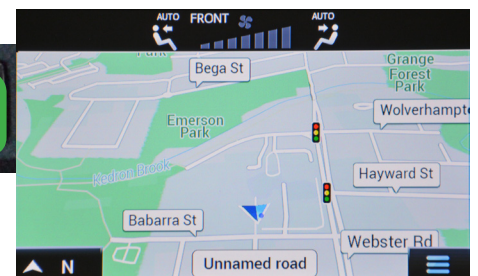 AUTO FRONT AUTO
Park
Bega St
Grange
Forest
Park
Wolverhampt
Emerson
Park
Kedron Brook
Hayward St
Babarra St
Webster Rd
N
Unnamed road